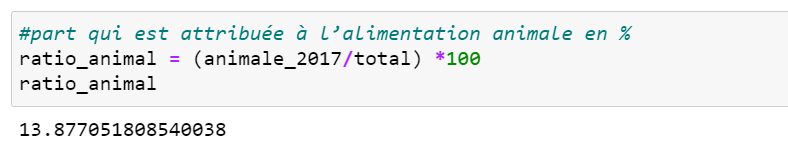 #part qui est attribuée à l’alimentation animale en %
ratio_animal = (animale_2017/total) *100
ratio_animal
13.877051808540038